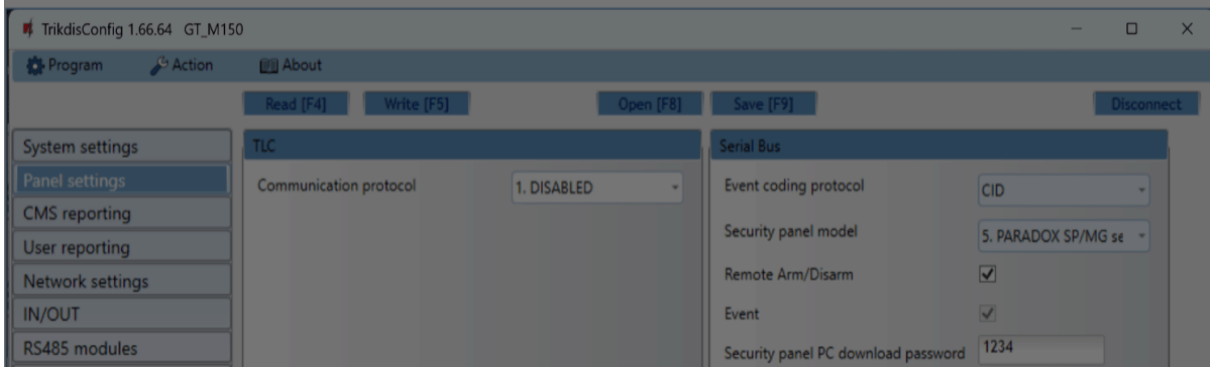 TrikdisConfig 1.66.64 GT_M150
Program Action About
Read [F4] Write [F5] Open [F8] Save [F9] Disconnect
System settings
Panel settings
CMS reporting
User reporting
Network settings
IN/OUT
RS485 modules
TLC
Communication protocol 1. DISABLED
Serial Bus
Event coding protocol CID
Security panel model 5. PARADOX SP/MG se
Remote Arm/Disarm
Event
Security panel PC download password 1234